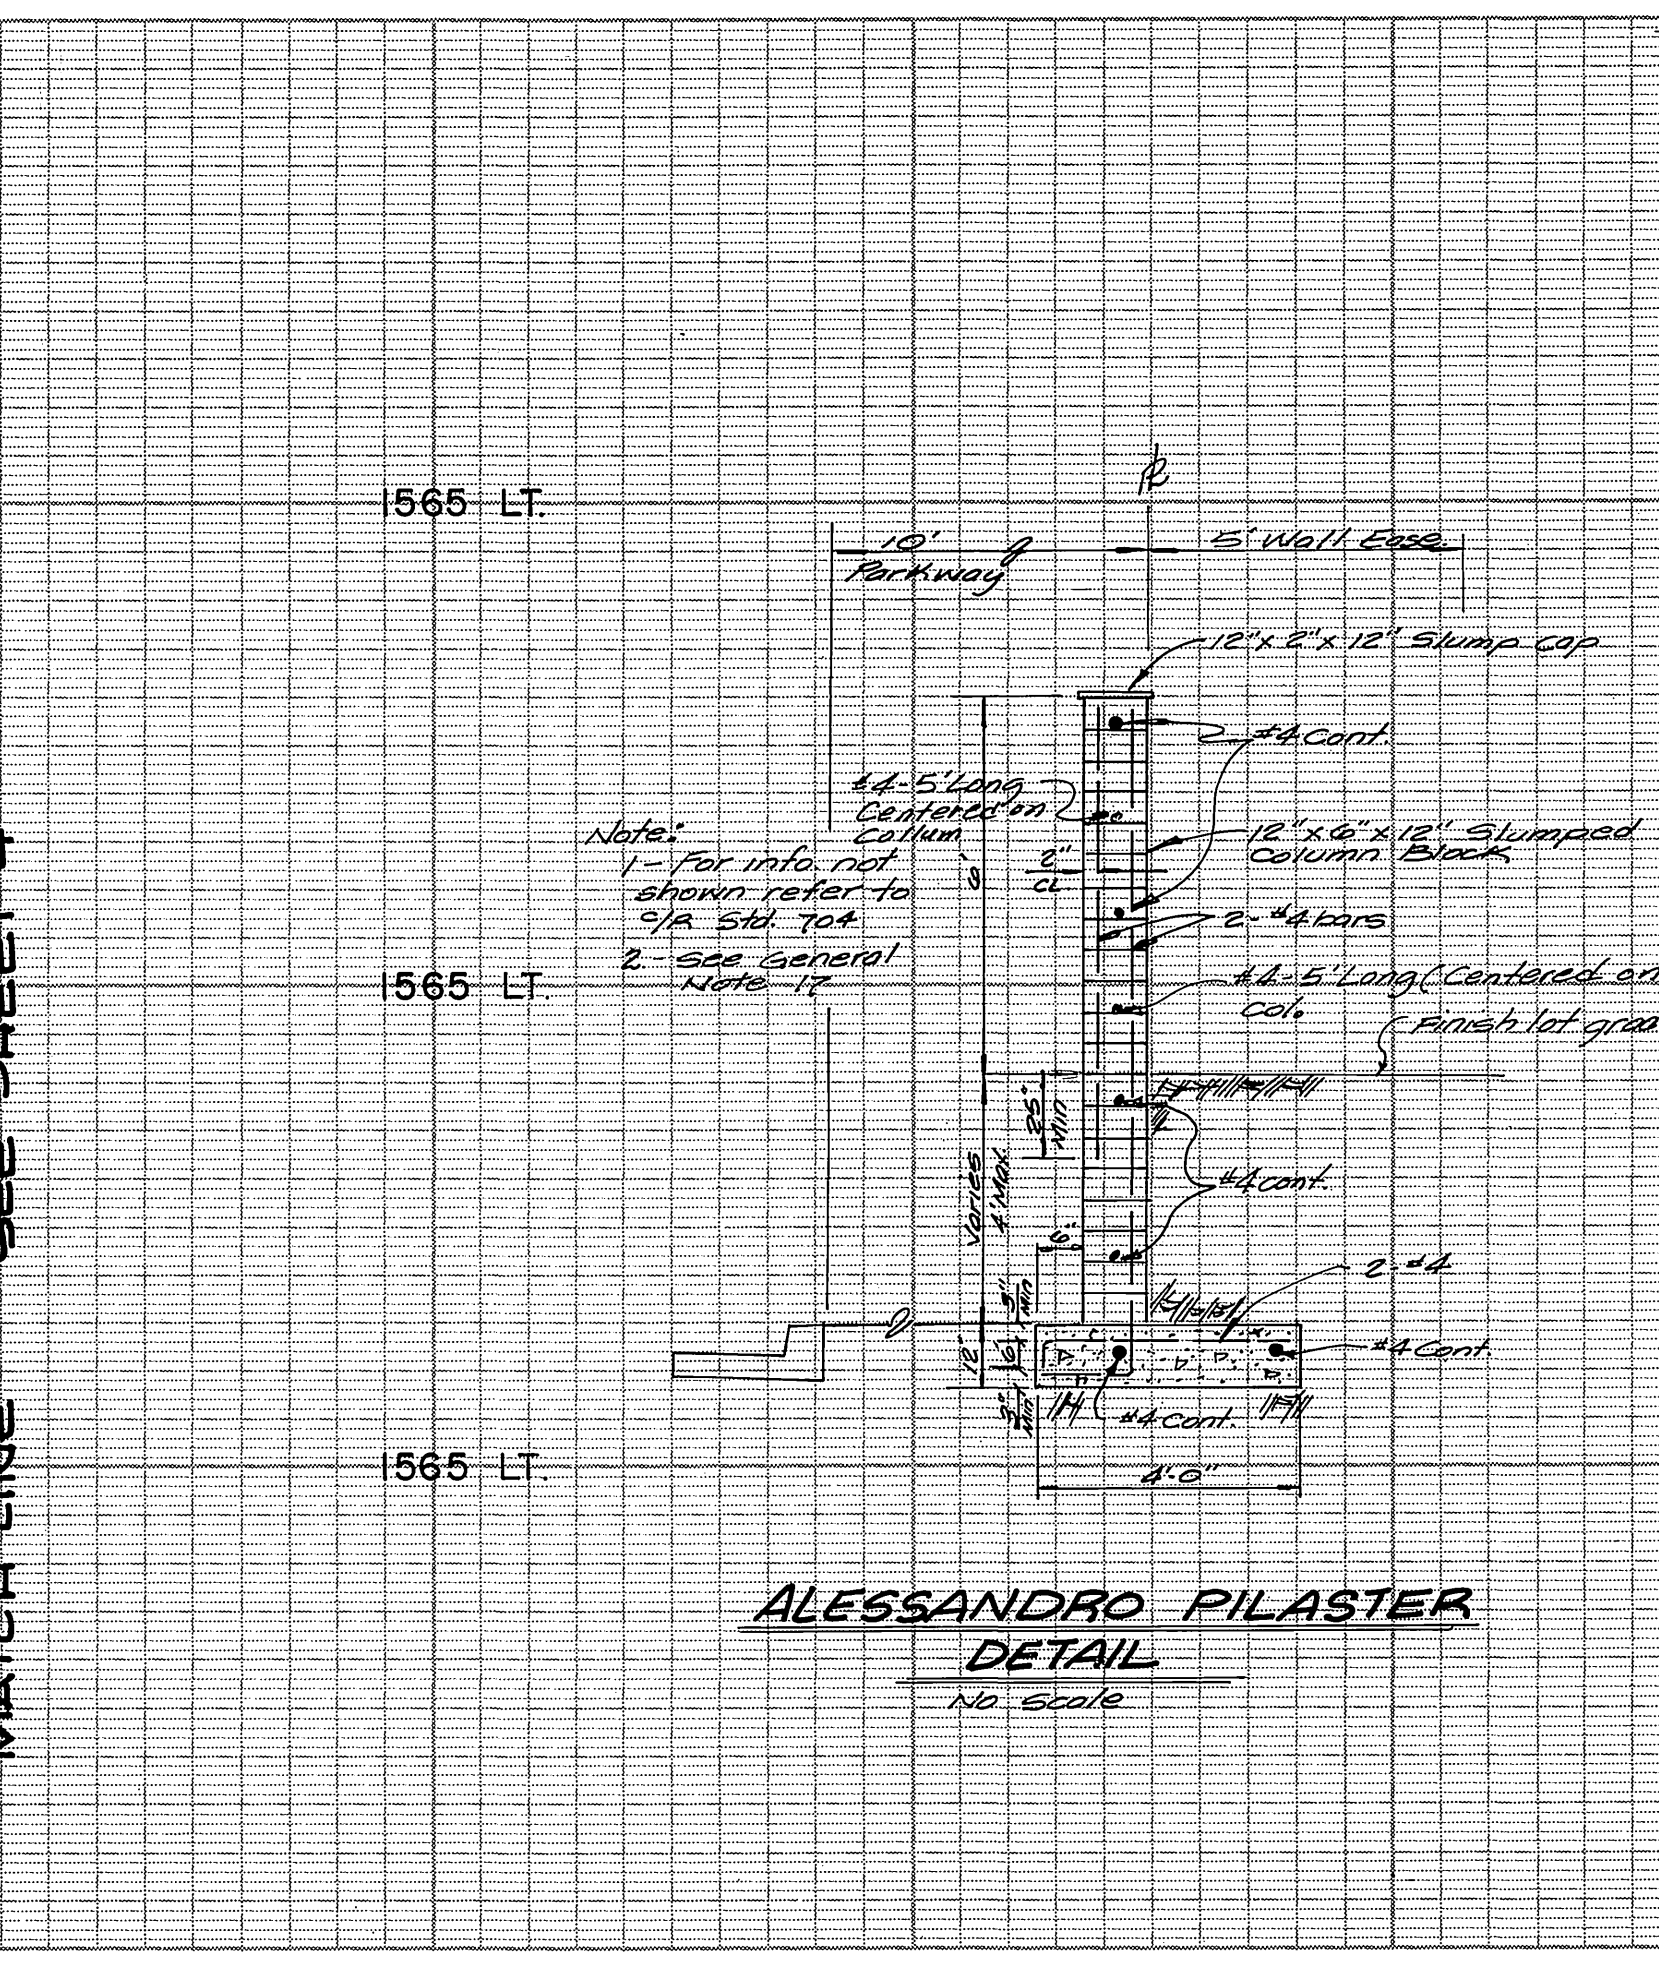 1565 LT.
1565 LT.
1565 LT.
10'
Parkway
5' Wall Ease.
12"x 2"x 12" Slump cap
#4 Cont.
#4-5' Long
Centered on
Collum
12"x6"x12" Slumped
Column Block
2"
CL.
2-#4 bars
#4-5' Long (Centered on
Col.
Finish lot
25"
Min
Varies
4' Max.
6"
#4 cont.
2-#4
3"
Min
12"
6"
3"
Min
#4 Cont.
#4 Cont.
4'-0"
Note:
1- For info. not
shown refer to
C/R Std. 704
2.- See General
Note 17
ALESSANDRO PILASTER
DETAIL
No Scale